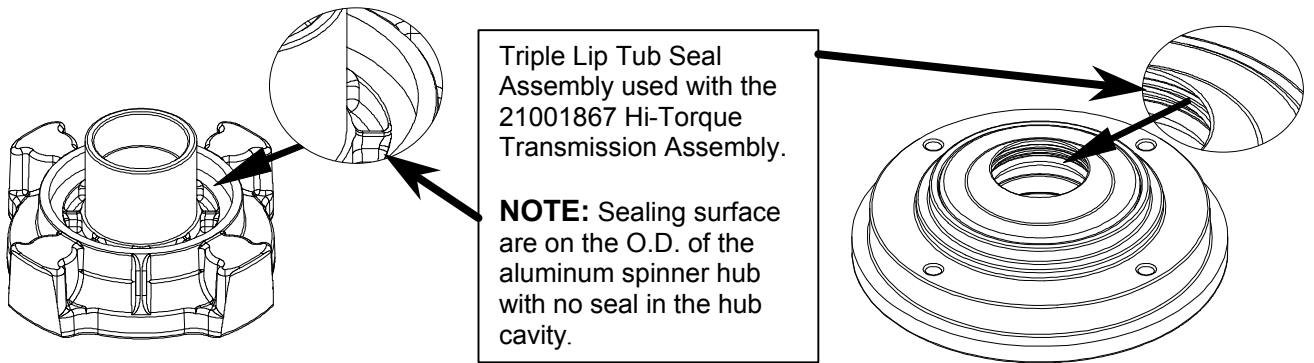 Triple Lip Tub Seal
Assembly used with the
21001867 Hi-Torque
Transmission Assembly.
NOTE: Sealing surface
are on the O.D. of the
aluminum spinner hub
with no seal in the hub
cavity.